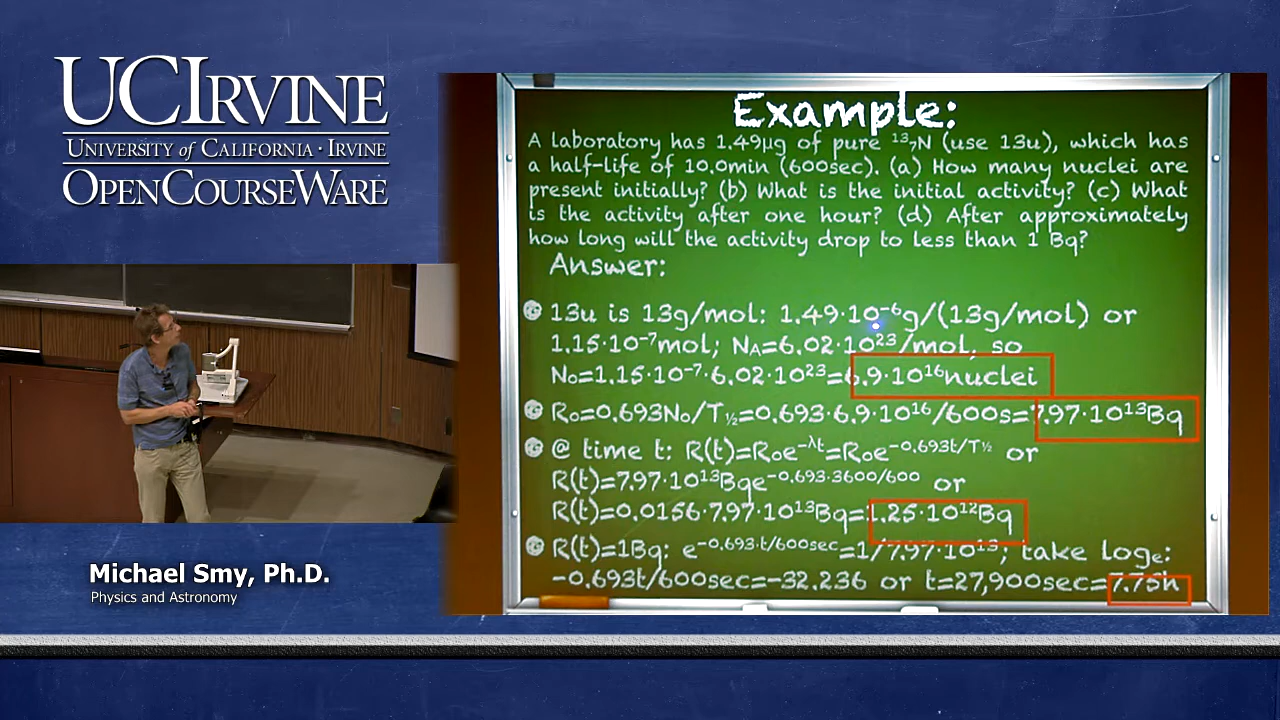 UCIRVINE
UNIVERSITY of CALIFORNIA · IRVINE
OPENCOURSEWARE
Example:
A laboratory has 1.49μg of pure ¹³₇N (use 13u), which has
a half-life of 10.0min (600sec). (a) How many nuclei are
present initially? (b) What is the initial activity? (c) What
is the activity after one hour? (d) After approximately
how long will the activity drop to less than 1 Bq?
Answer:
13u is 13g/mol: 1.49·10⁻⁶g/(13g/mol) or
1.15·10⁻⁷mol; NA=6.02·10²³/mol, so
N₀=1.15·10⁻⁷·6.02·10²³=6.9·10¹⁶nuclei
R₀=0.693N₀/T½=0.693·6.9·10¹⁶/600s=7.97·10¹³Bq
@ time t: R(t)=R₀e⁻λᵗ=R₀e⁻⁰·⁶⁹³ᵗ/ᵀ½ or
R(t)=7.97·10¹³Bqe⁻⁰·⁶⁹³·³⁶⁰⁰/⁶⁰⁰ or
R(t)=0.0156·7.97·10¹³Bq=1.25·10¹²Bq
R(t)=1Bq: e⁻⁰·⁶⁹³·ᵗ/⁶⁰⁰ˢᵉᶜ=1/7.97·10¹³; take logₑ:
-0.693t/600sec=-32.236 or t=27,900sec=7.75h
Michael Smy, Ph.D.
Physics and Astronomy